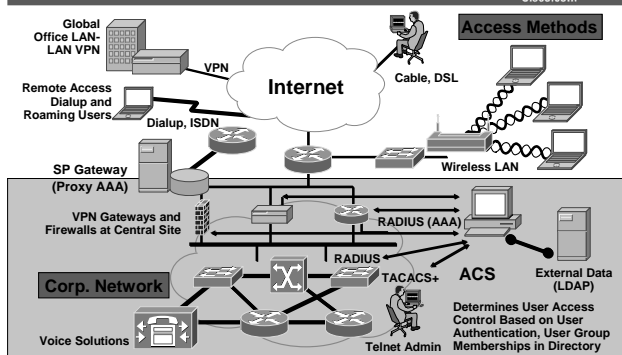 Cisco.com
Global
Office LAN-
LAN VPN
VPN
Internet
Cable, DSL
Access Methods
Remote Access
Dialup and
Roaming Users
Dialup, ISDN
Wireless LAN
SP Gateway
(Proxy AAA)
VPN Gateways and
Firewalls at Central Site
RADIUS (AAA)
RADIUS
TACACS+
ACS
External Data
(LDAP)
Corp. Network
Voice Solutions
Telnet Admin
Determines User Access
Control Based on User
Authentication, User Group
Memberships in Directory